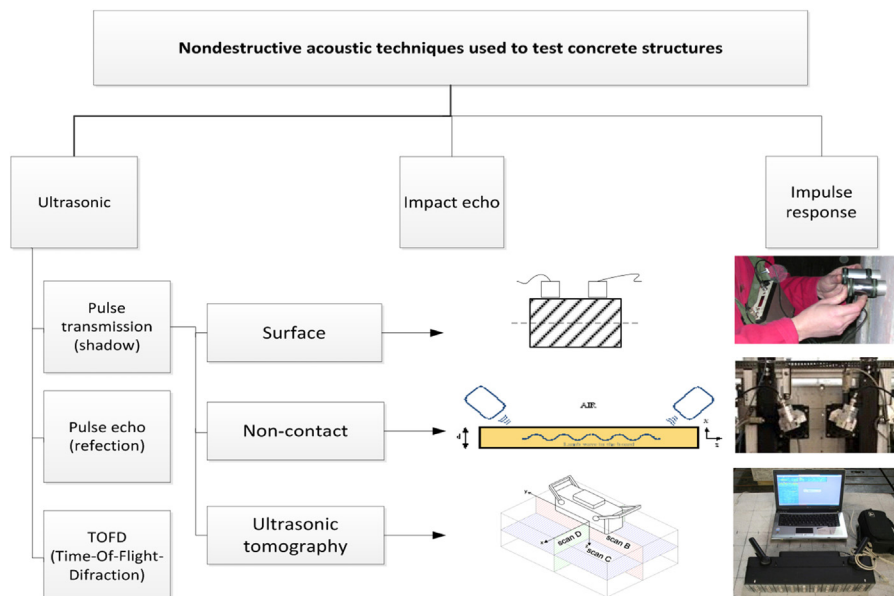 Nondestructive acoustic techniques used to test concrete structures
Ultrasonic
Impact echo
Impulse
response
Pulse
transmission
(shadow)
Surface
Pulse echo
(refection)
Non-contact
AIR
d
x
z
TOFD
(Time-Of-Flight-
Difraction)
Ultrasonic
tomography
scan D
scan B
scan C